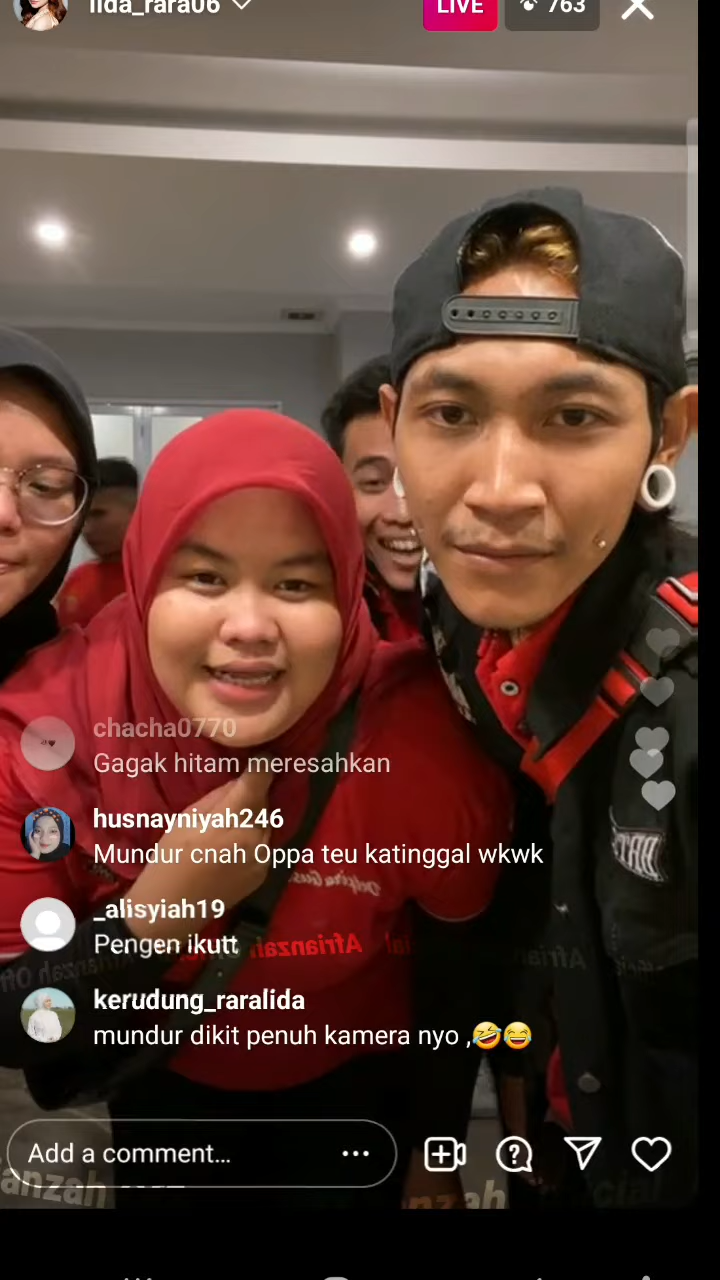 lida_rara06
LIVE
763
chacha0770
Gagak hitam meresahkan
husnayniyah246
Mundur cnah Oppa teu katinggal wkwk
_alisyiah19
Pengen ikutt
Afrianzah
kerudung_raralida
mundur dikit penuh kamera nyo ,🤣😂
Add a comment...